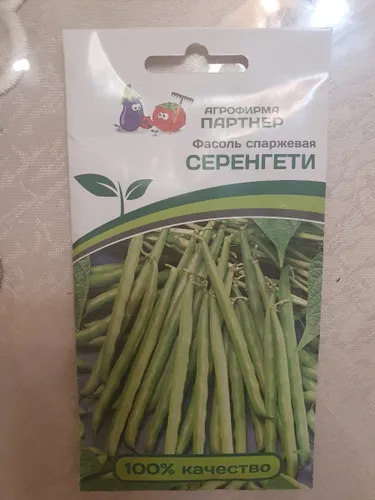 АГРОФИРМА
ПАРТНЕР
Фасоль спаржевая
СЕРЕНГЕТИ
100% качество